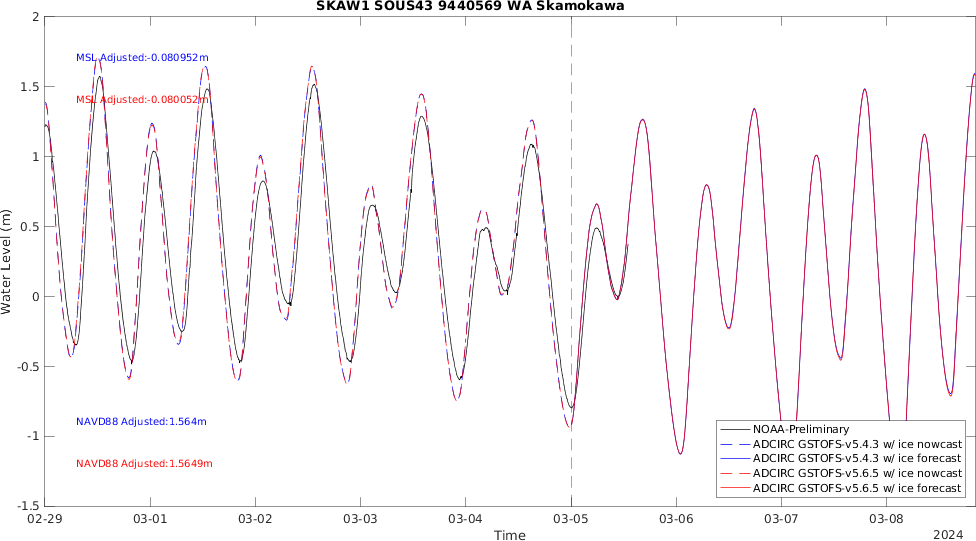 SKAW1 SOUS43 9440569 WA Skamokawa
2
1.5
1
0.5
0
-0.5
-1
-1.5
Water Level (m)
MSL Adjusted:-0.080952m
MSL Adjusted:-0.080052m
NAVD88 Adjusted:1.564m
NAVD88 Adjusted:1.5649m
NOAA-Preliminary
ADCIRC GSTOFS-v5.4.3 w/ ice nowcast
ADCIRC GSTOFS-v5.4.3 w/ ice forecast
ADCIRC GSTOFS-v5.6.5 w/ ice nowcast
ADCIRC GSTOFS-v5.6.5 w/ ice forecast
02-29 03-01 03-02 03-03 03-04 03-05 03-06 03-07 03-08
Time
2024